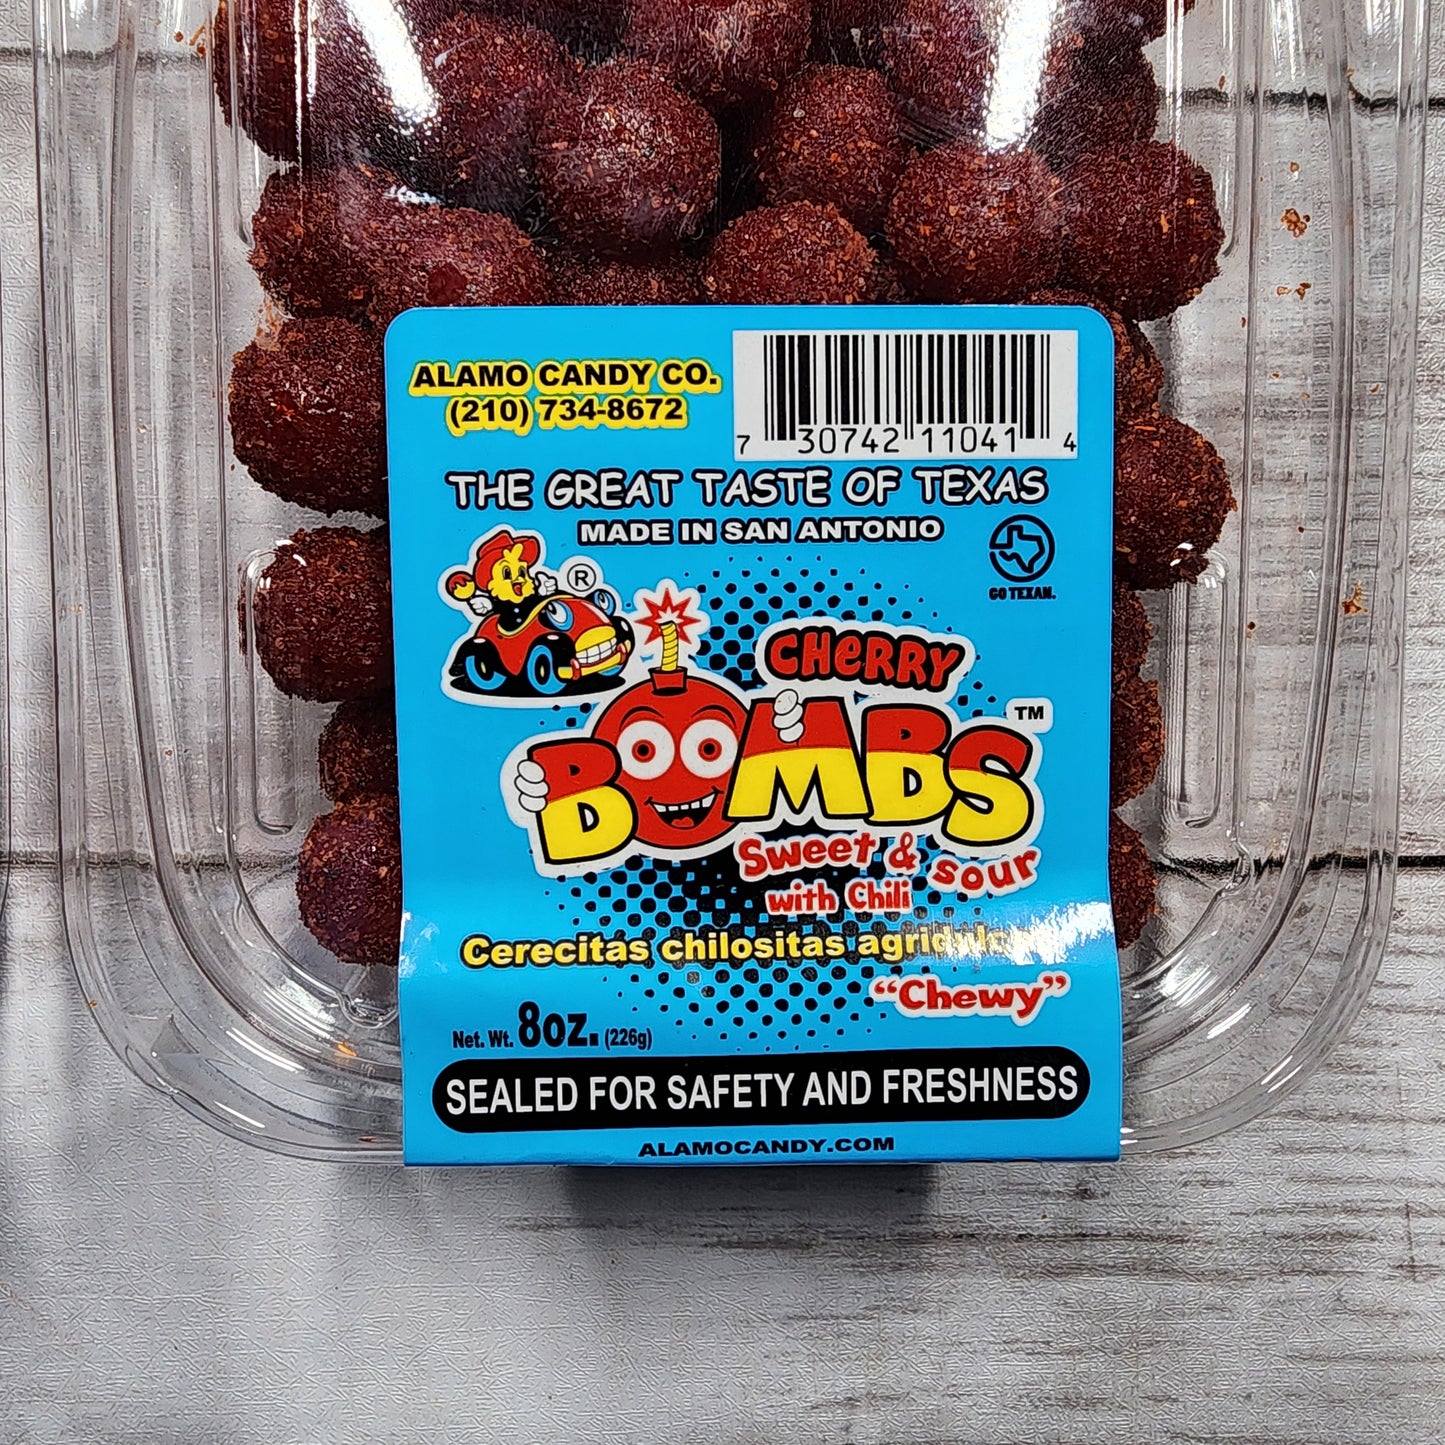 ALAMO CANDY CO.
(210) 734-8672
7 30742 11041 4
THE GREAT TASTE OF TEXAS
MADE IN SAN ANTONIO
®
GO TEXAN.
CHERRY
BOMBS™
Sweet & sour
with Chili
Cerecitás chilositas
"Chewy"
Net. Wt. 8oz. (226g)
SEALED FOR SAFETY AND FRESHNESS
ALAMOCANDY.COM